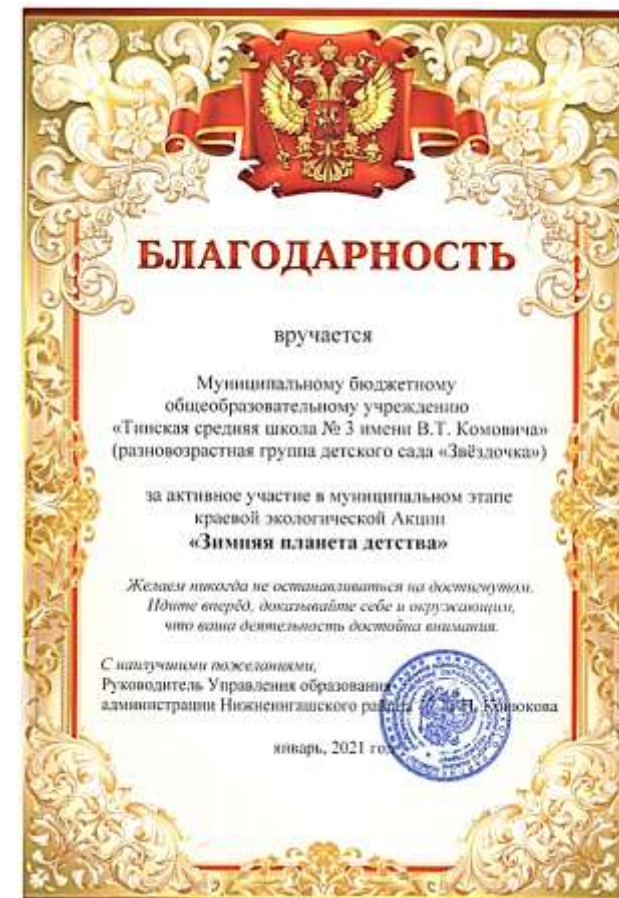 БЛАГОДАРНОСТЬ
вручается
Муниципальному бюджетному
общеобразовательному учреждению
«Тинская средняя школа № 3 имени В.Т. Комовича»
(разновозрастная группа детского сада «Звёздочка»)
за активное участие в муниципальном этапе
краевой экологической Акции
«Зимняя планета детства»
Желаем никогда не останавливаться на достигнутом.
Идите вперёд, доказывайте себе и окружающим,
что ваша деятельность достойна внимания.
С наилучшими пожеланиями,
Руководитель Управления образования
администрации Нижнеингашского района
январь, 2021